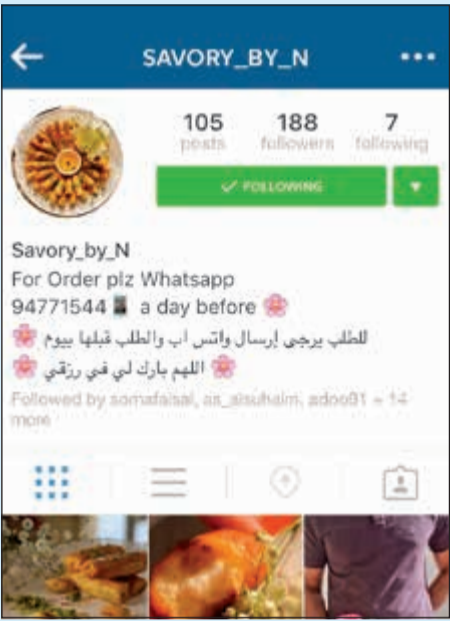 SAVORY_BY_N
105 188 7
posts followers following
FOLLOWING
Savory_by_N
For Order plz Whatsapp
94771544 a day before
للطلب يرجى إرسال واتس اب والطلب قبلها بيوم
اللهم بارك لي في رزقي
Followed by somafaisal, as_alsuhaim, adoo91 + 14
more